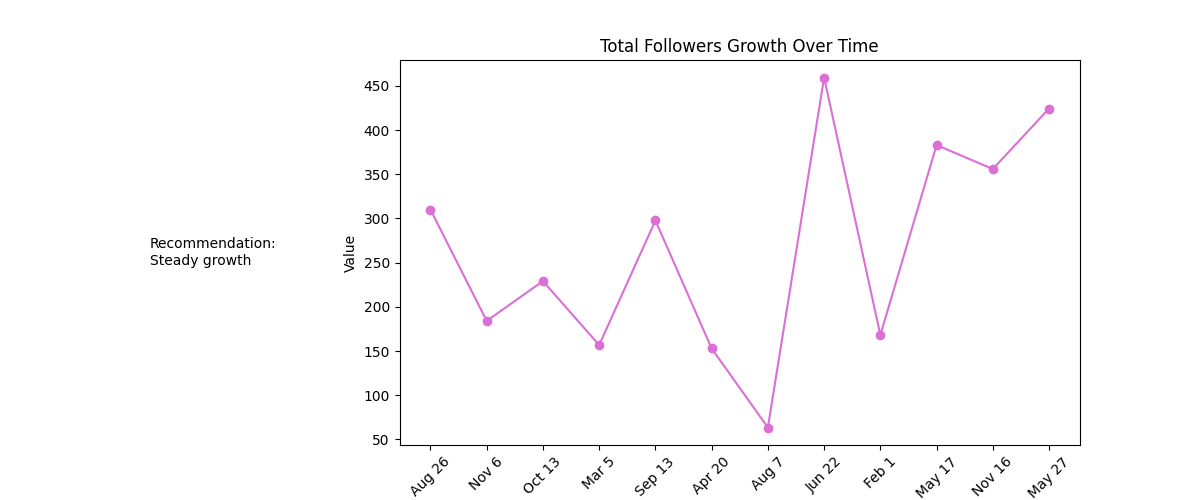 Total Followers Growth Over Time
Recommendation:
Steady growth
Value
450
400
350
300
250
200
150
100
50
Aug 26
Nov 6
Oct 13
Mar 5
Sep 13
Apr 20
Aug 7
Jun 22
Feb 1
May 17
Nov 16
May 27